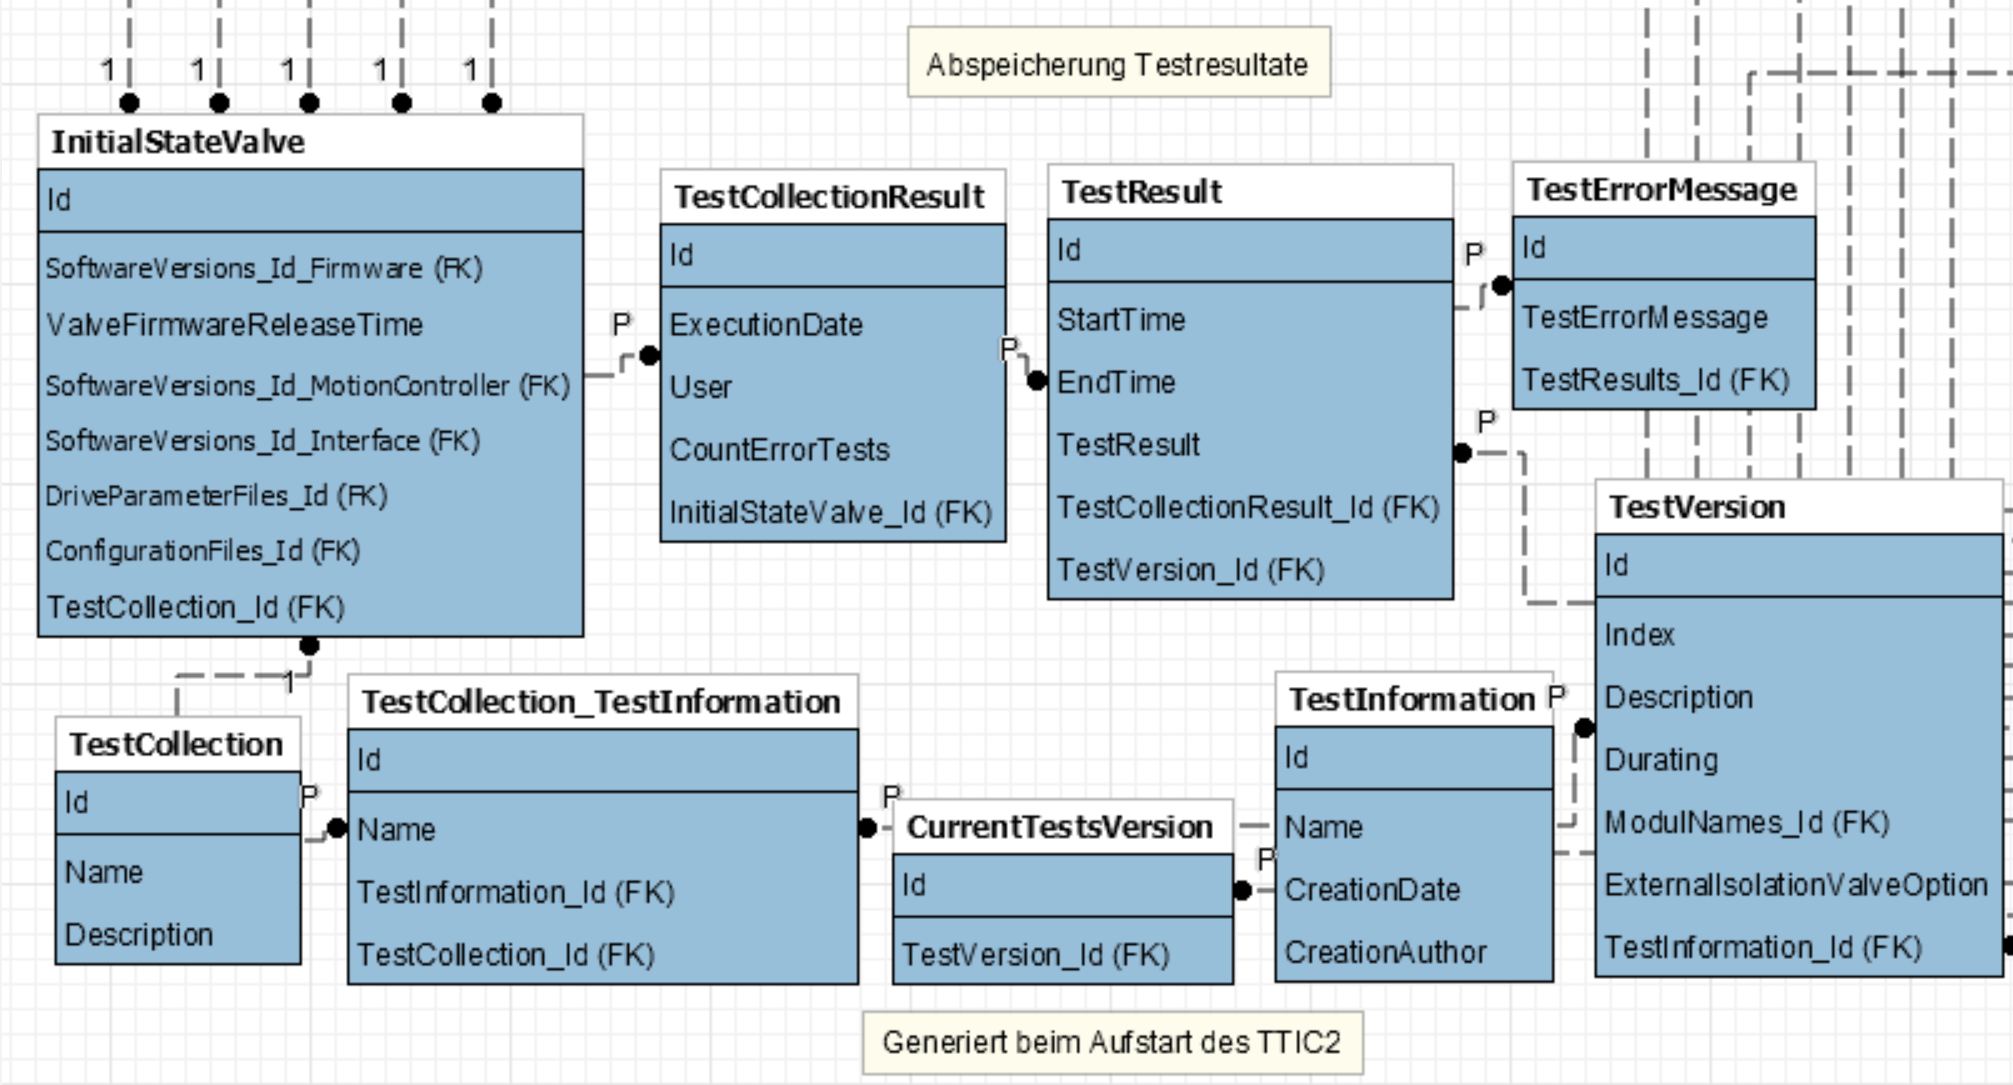 1 1 1 1 1
Abspeicherung Testresultate
InitialStateValve
Id
SoftwareVersions_Id_Firmware (FK)
ValveFirmwareReleaseTime
SoftwareVersions_Id_MotionController (FK)
SoftwareVersions_Id_Interface (FK)
DriveParameterFiles_Id (FK)
ConfigurationFiles_Id (FK)
TestCollection_Id (FK)
P
TestCollectionResult
Id
ExecutionDate
User
CountErrorTests
InitialStateValve_Id (FK)
P
TestResult
Id
StartTime
EndTime
TestResult
TestCollectionResult_Id (FK)
TestVersion_Id (FK)
P
TestErrorMessage
Id
TestErrorMessage
TestResults_Id (FK)
P
TestVersion
Id
Index
Description
Durating
ModulNames_Id (FK)
ExternalIsolationValveOption
TestInformation_Id (FK)
1
TestCollection
Id
Name
Description
P
TestCollection_TestInformation
Id
Name
TestInformation_Id (FK)
TestCollection_Id (FK)
P
CurrentTestsVersion
Id
TestVersion_Id (FK)
P
TestInformation
Id
Name
CreationDate
CreationAuthor
P
Generiert beim Aufstart des TTIC2